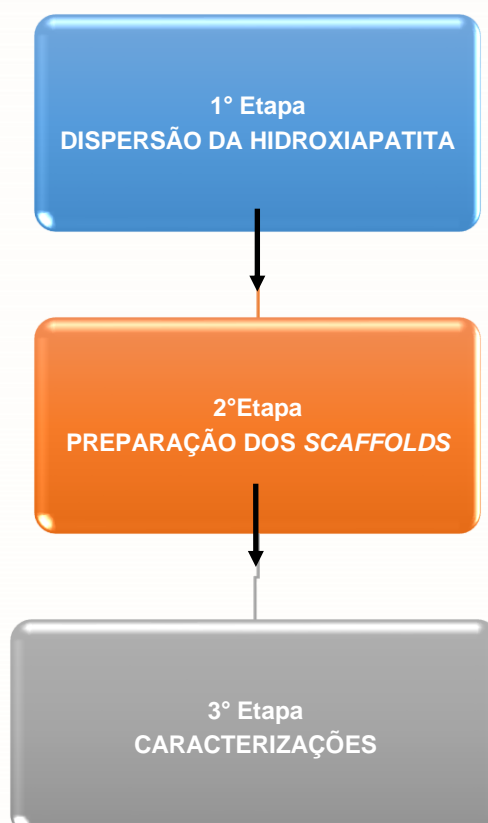 1° Etapa
DISPERSÃO DA HIDROXIAPATITA
2°Etapa
PREPARAÇÃO DOS SCAFFOLDS
3° Etapa
CARACTERIZAÇÕES